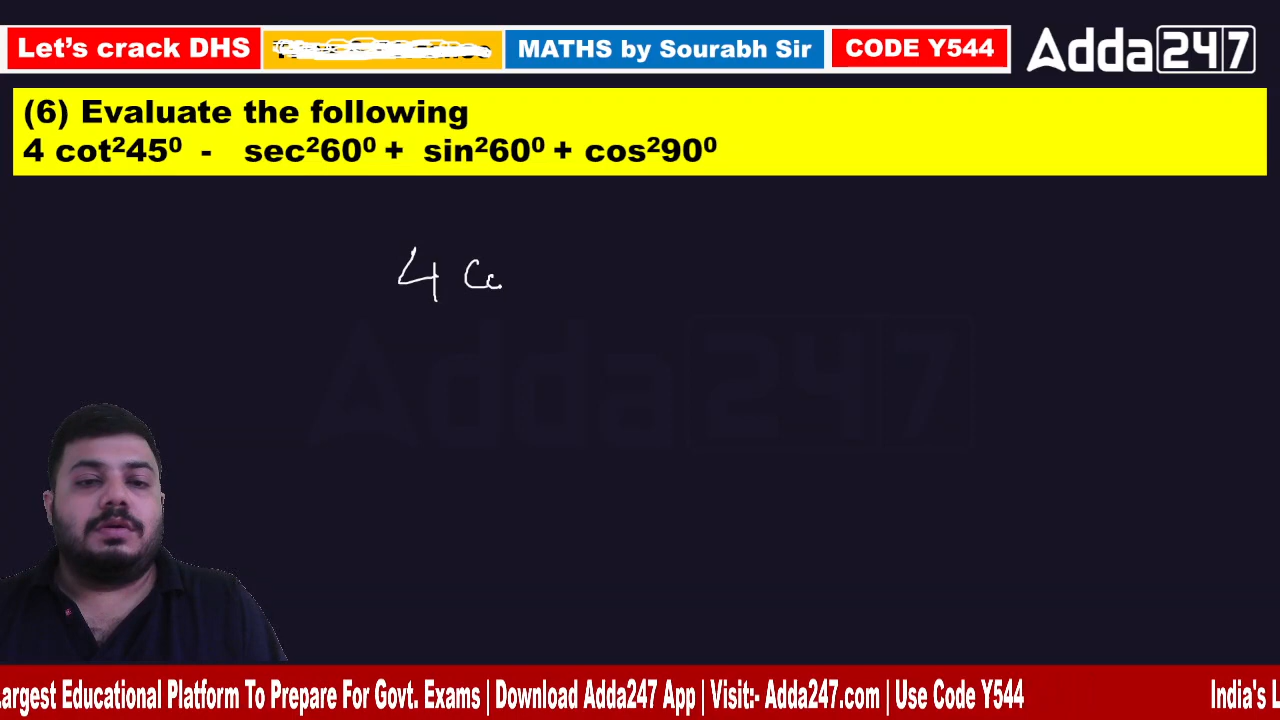 Let's crack DHS MATHS by Sourabh Sir CODE Y544 Adda247
(6) Evaluate the following
4 cot²45⁰ - sec²60⁰ + sin²60⁰ + cos²90⁰
4 co
Adda247
argest Educational Platform To Prepare For Govt. Exams | Download Adda247 App | Visit:- Adda247.com | Use Code Y544 India's L